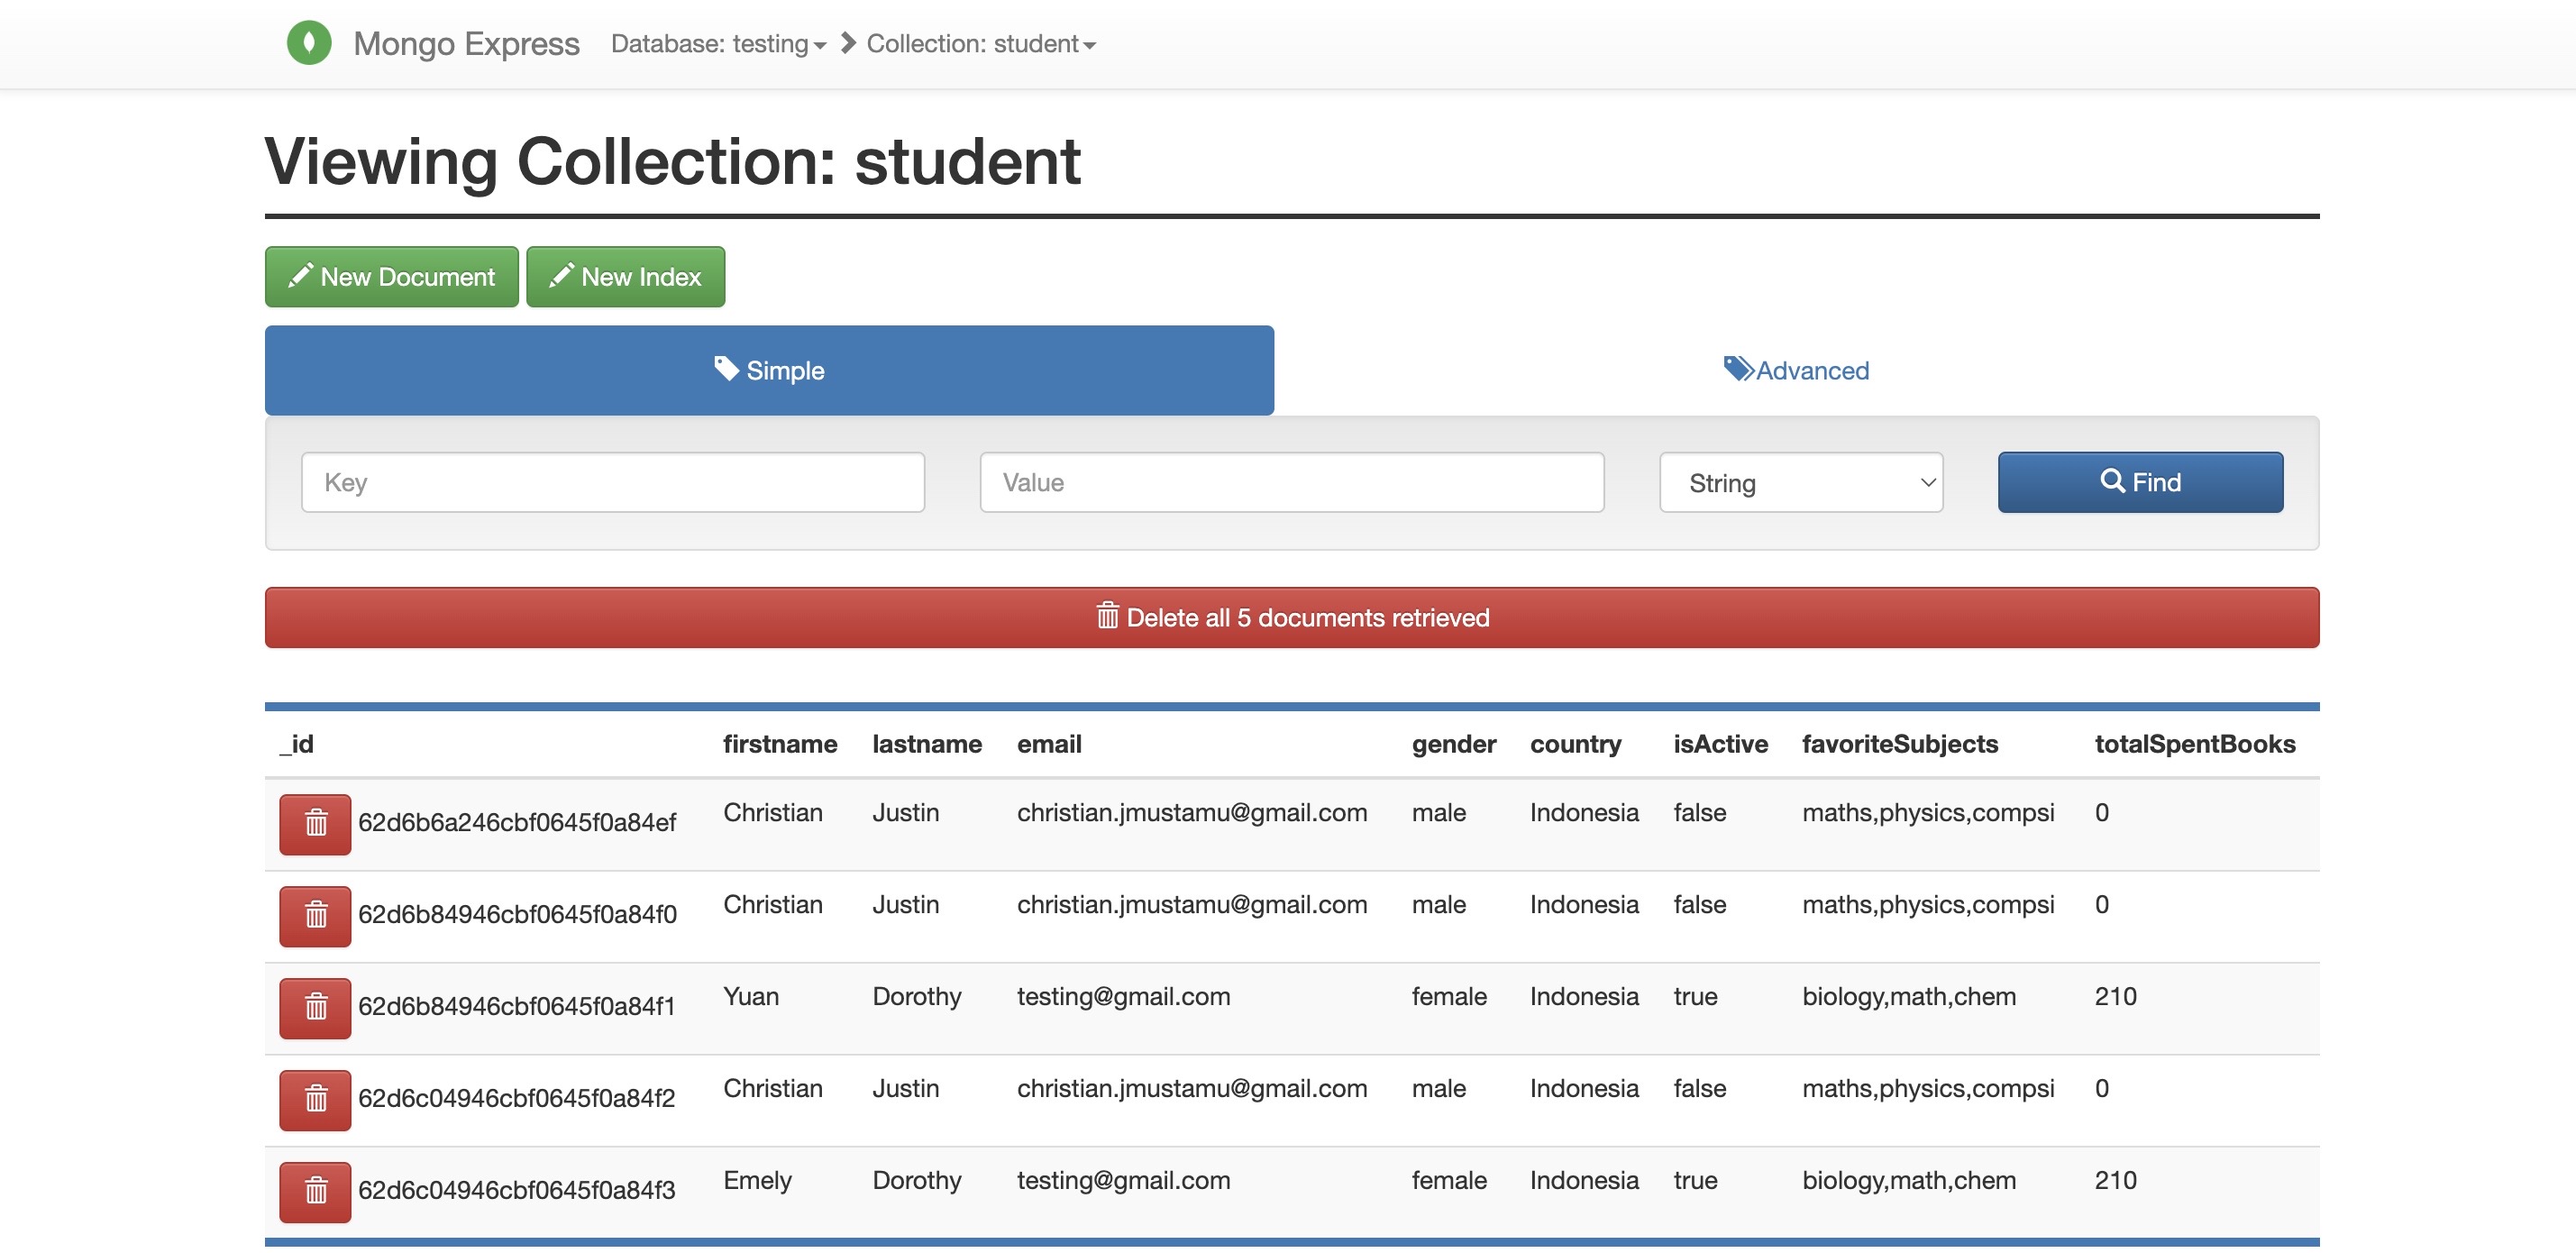 Mongo Express Database: testing Collection: student
Viewing Collection: student
New Document New Index
Simple Advanced
Key Value String Find
Delete all 5 documents retrieved
_id firstname lastname email gender country isActive favoriteSubjects totalSpentBooks
62d6b6a246cbf0645f0a84ef Christian Justin christian.jmustamu@gmail.com male Indonesia false maths,physics,compsi 0
62d6b84946cbf0645f0a84f0 Christian Justin christian.jmustamu@gmail.com male Indonesia false maths,physics,compsi 0
62d6b84946cbf0645f0a84f1 Yuan Dorothy testing@gmail.com female Indonesia true biology,math,chem 210
62d6c04946cbf0645f0a84f2 Christian Justin christian.jmustamu@gmail.com male Indonesia false maths,physics,compsi 0
62d6c04946cbf0645f0a84f3 Emely Dorothy testing@gmail.com female Indonesia true biology,math,chem 210